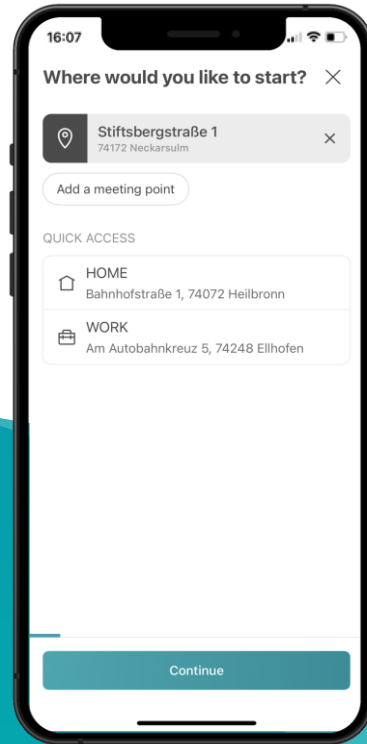 16:07
Where would you like to start?
Stiftsbergstraße 1
74172 Neckarsulm
Add a meeting point
QUICK ACCESS
HOME
Bahnhofstraße 1, 74072 Heilbronn
WORK
Am Autobahnkreuz 5, 74248 Ellhofen
Continue